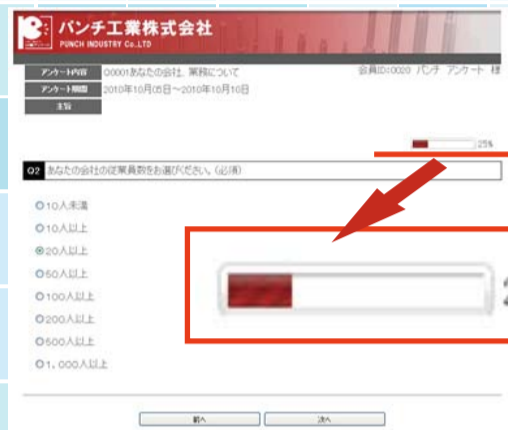 パンチ工業株式会社
PUNCH INDUSTRY Co.,LTD
アンケート内容 00001あなたの会社、業務について 会員ID:0020 パンチ アンケート 様
アンケート期間 2010年10月05日～2010年10月10日
主旨
25%
Q2 あなたの会社の従業員数をお選びください。(必須)
10人未満
10人以上
20人以上
50人以上
100人以上
200人以上
500人以上
1,000人以上
前へ 次へ